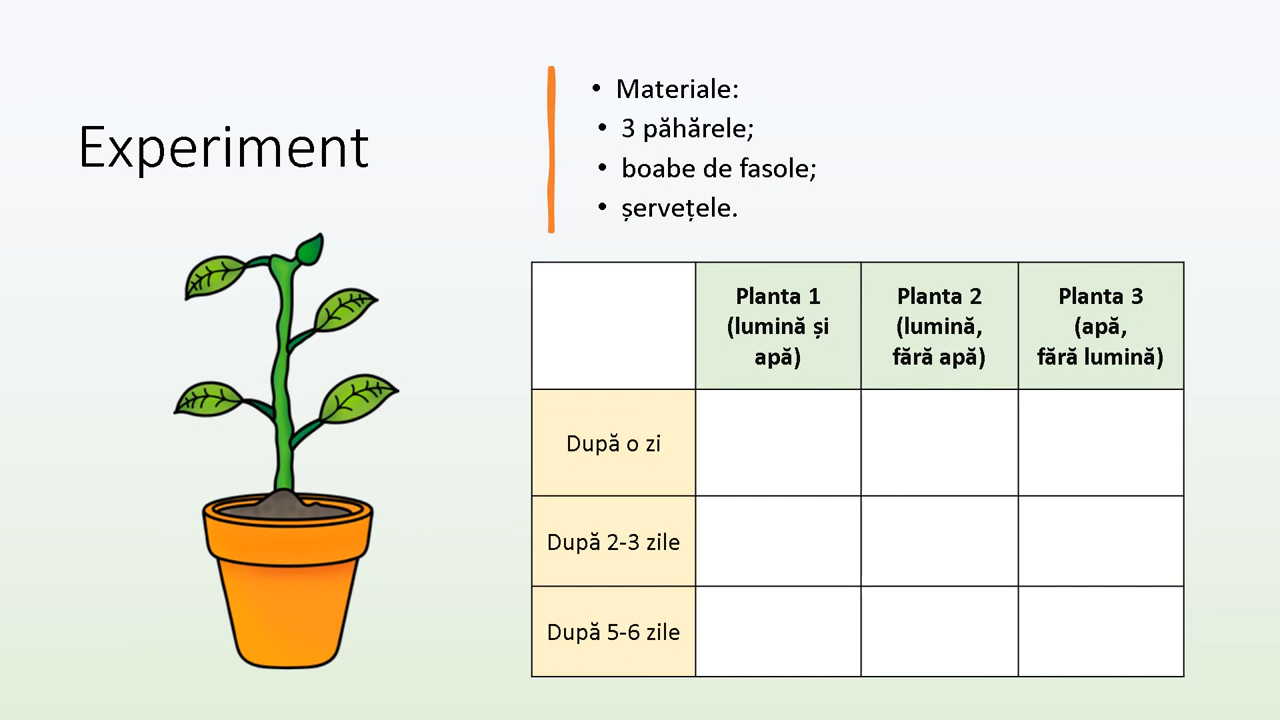 Experiment
• Materiale:
• 3 păhărele;
• boabe de fasole;
• șervețele.
Planta 1
(lumină și
apă)
Planta 2
(lumină,
fără apă)
Planta 3
(apă,
fără lumină)
După o zi
După 2-3 zile
După 5-6 zile